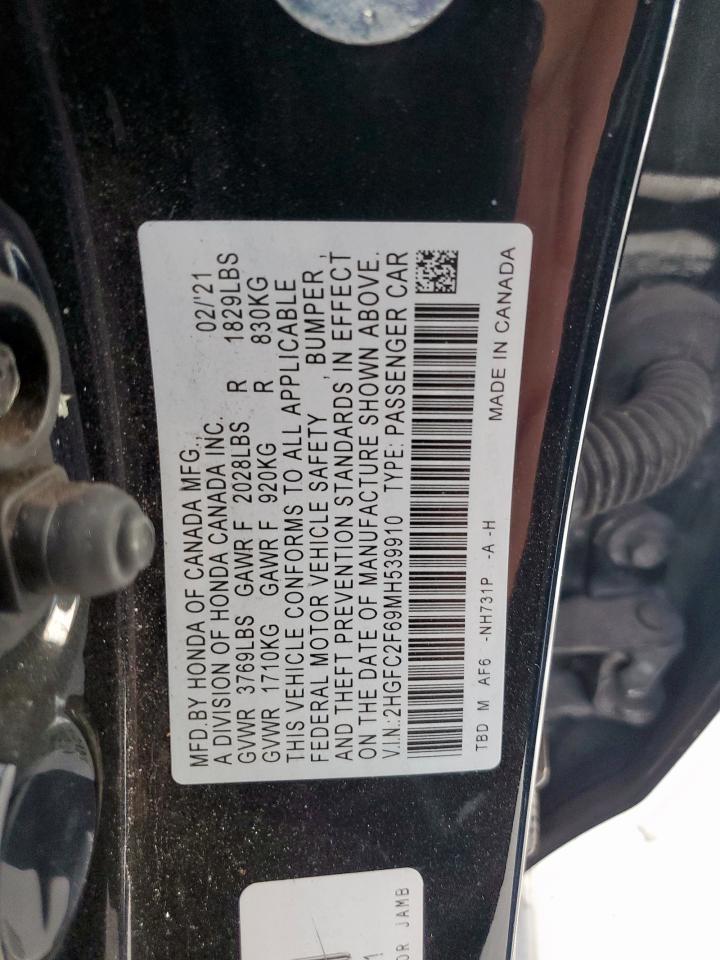 MFD.BY HONDA OF CANADA MFG.,
A DIVISION OF HONDA CANADA INC. 02/'21
GVWR 3769LBS GAWR F 2028LBS R 1829LBS
GVWR 1710KG GAWR F 920KG R 830KG
THIS VEHICLE CONFORMS TO ALL APPLICABLE
FEDERAL MOTOR VEHICLE SAFETY , BUMPER ,
AND THEFT PREVENTION STANDARDS IN EFFECT
ON THE DATE OF MANUFACTURE SHOWN ABOVE.
V.I.N.:2HGFC2F69MH539910 TYPE: PASSENGER CAR
TBD M AF6 -NH731P -A -H
MADE IN CANADA
JAMB